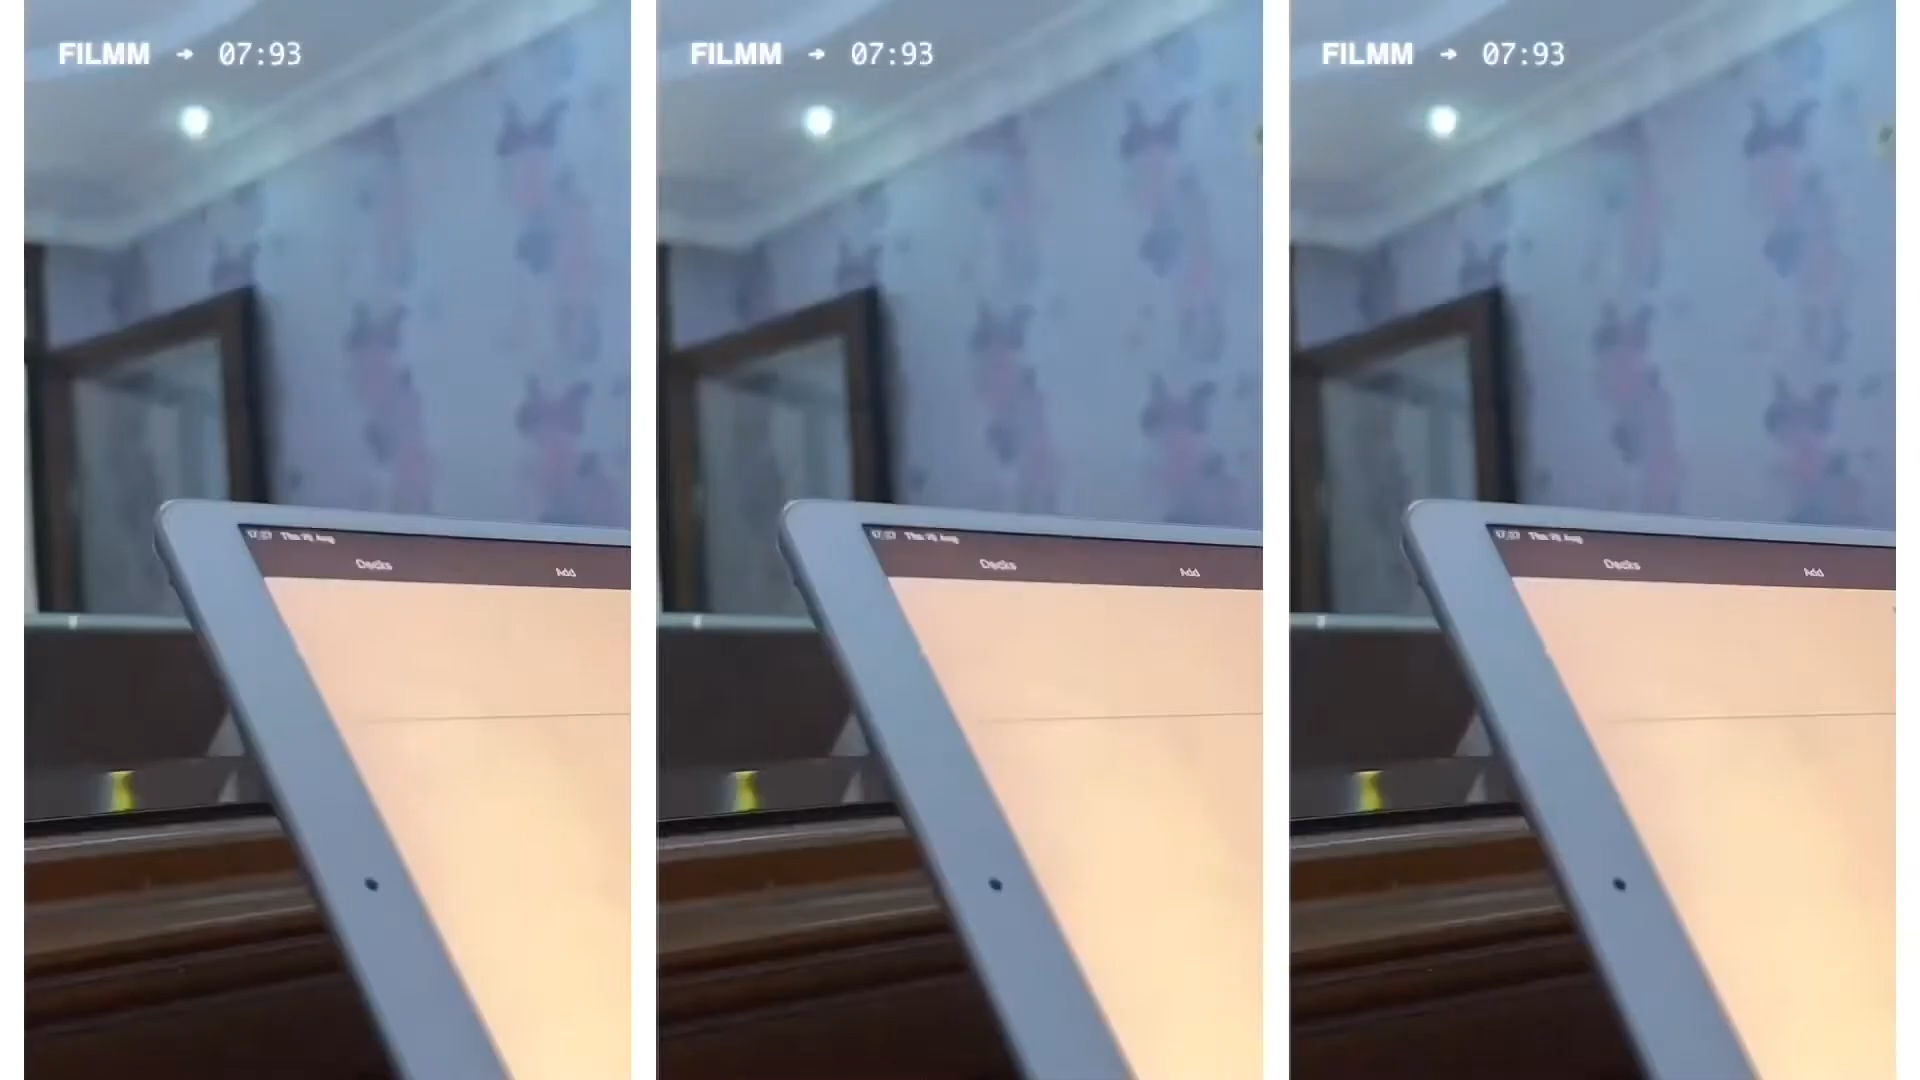 FILMM → 07:93
FILMM → 07:93
FILMM → 07:93
Decks
Add
Decks
Add
Decks
Add